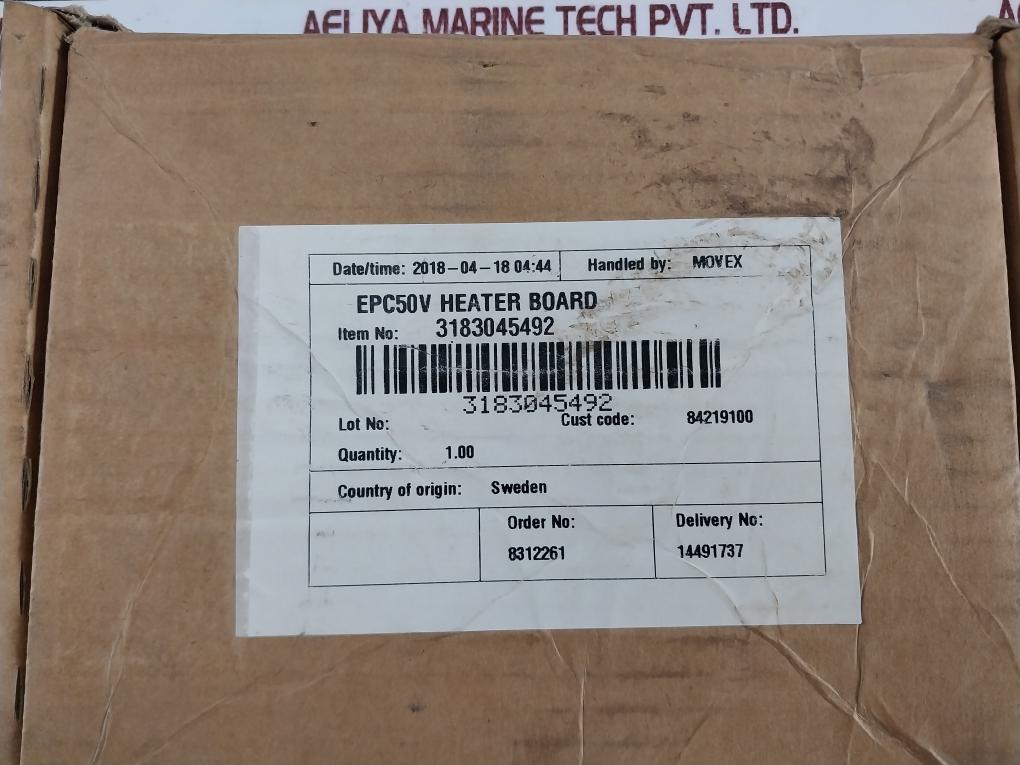 AELIYA MARINE TECH PVT. LTD.
Date/time: 2018-04-18 04:44 Handled by: MOVEX
EPC50V HEATER BOARD
Item No: 3183045492
3183045492
Lot No: Cust code: 84219100
Quantity: 1.00
Country of origin: Sweden
Order No: Delivery No:
8312261 14491737